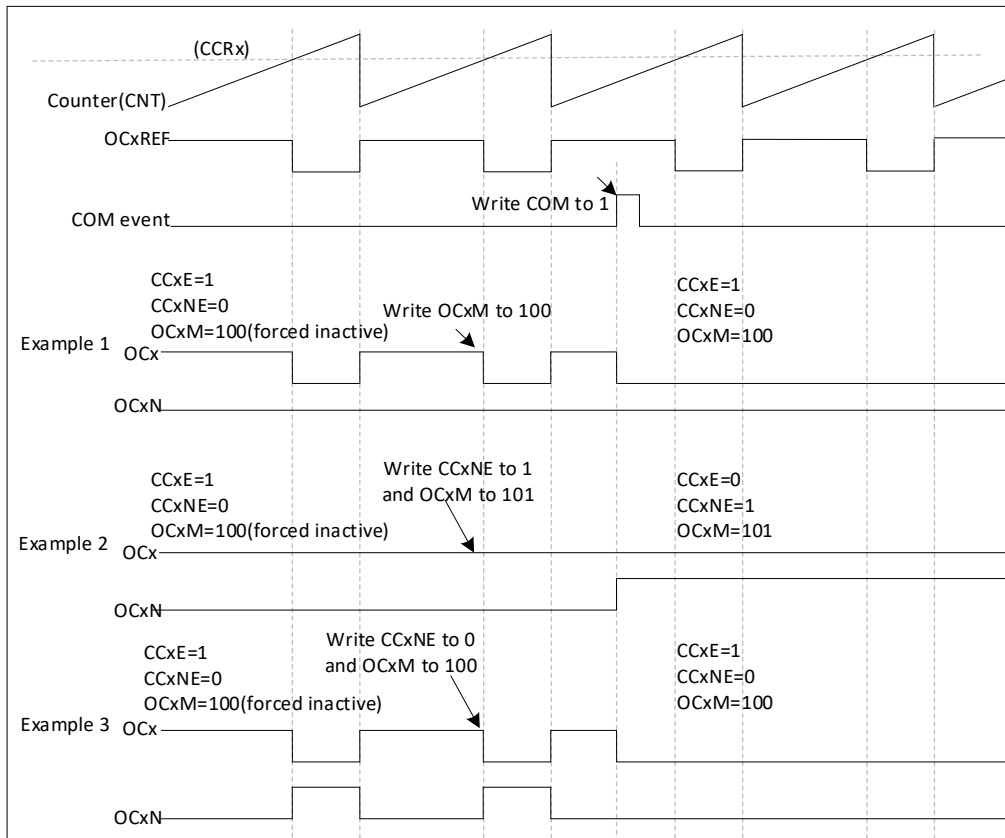 (CCRx)
Counter(CNT)
OCxREF
Write COM to 1
COM event
CCxE=1
CCxNE=0
OCxM=100(forced inactive)
Write OCxM to 100
CCxE=1
CCxNE=0
OCxM=100
Example 1
OCx
OCxN
CCxE=1
CCxNE=0
OCxM=100(forced inactive)
Write CCxNE to 1
and OCxM to 101
CCxE=0
CCxNE=1
OCxM=101
Example 2
OCx
OCxN
CCxE=1
CCxNE=0
OCxM=100(forced inactive)
Write CCxNE to 0
and OCxM to 100
CCxE=1
CCxNE=0
OCxM=100
Example 3
OCx
OCxN